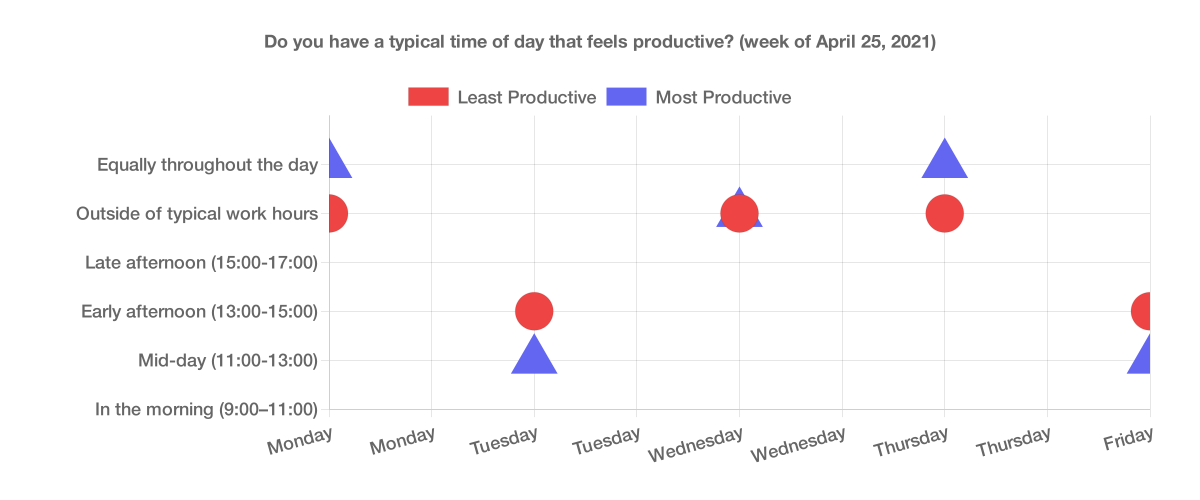 Do you have a typical time of day that feels productive? (week of April 25, 2021)
Least Productive Most Productive
Equally throughout the day
Outside of typical work hours
Late afternoon (15:00-17:00)
Early afternoon (13:00-15:00)
Mid-day (11:00-13:00)
In the morning (9:00–11:00)
Monday Monday Tuesday Tuesday Wednesday Wednesday Thursday Thursday Friday